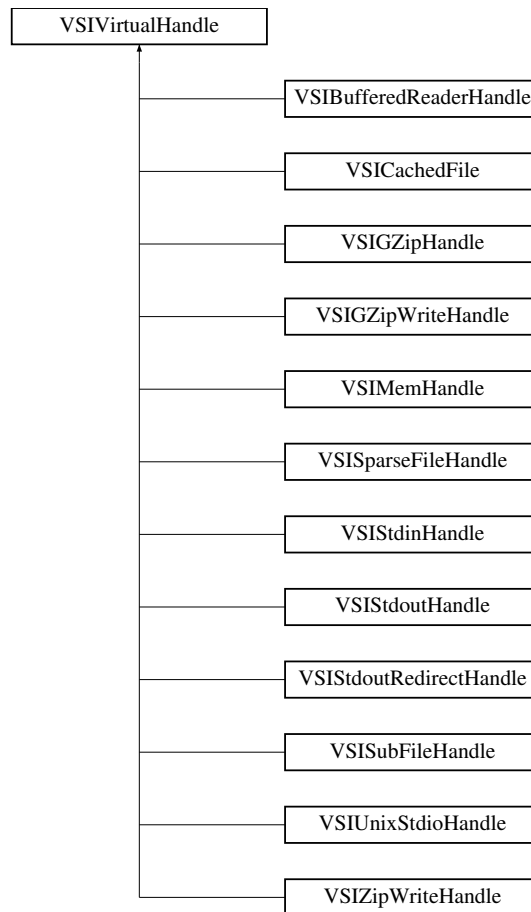 VSIVirtualHandle
VSIBufferedReaderHandle
VSICachedFile
VSIGZipHandle
VSIGZipWriteHandle
VSIMemHandle
VSISparseFileHandle
VSIStdinHandle
VSIStdoutHandle
VSIStdoutRedirectHandle
VSISubFileHandle
VSIUnixStdioHandle
VSIZipWriteHandle